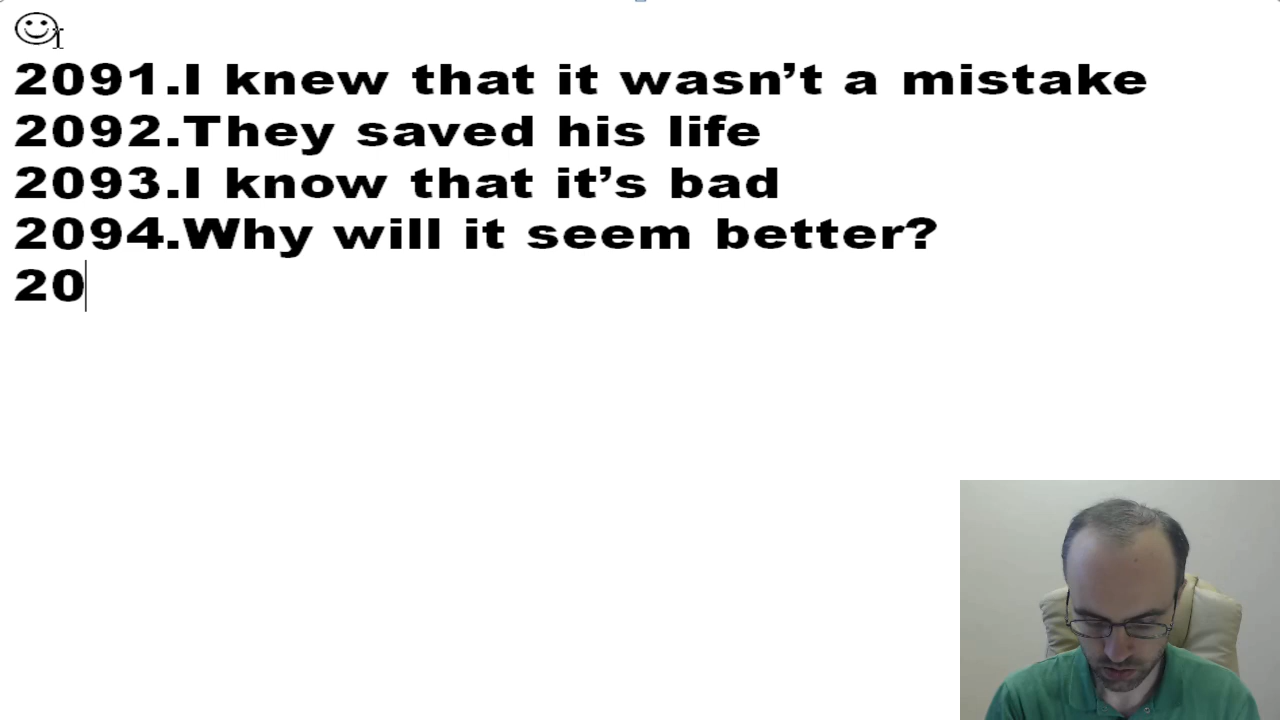 2091.I knew that it wasn’t a mistake
2092.They saved his life
2093.I know that it’s bad
2094.Why will it seem better?
20